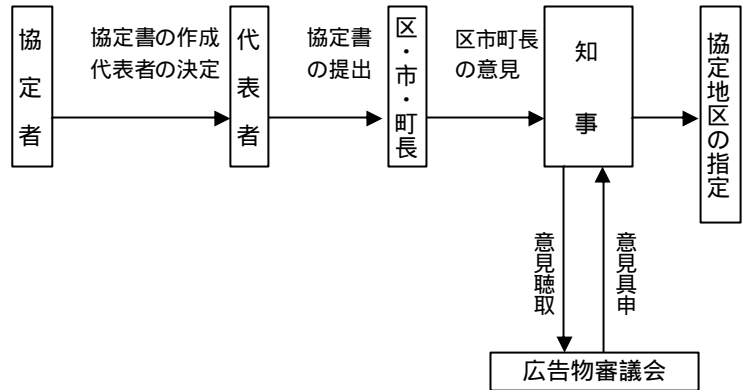 協定者
協定書の作成
代表者の決定
代表者
協定書
の提出
区・市・町長
区市町長
の意見
知事
協定地区の指定
意見聴取
意見具申
広告物審議会